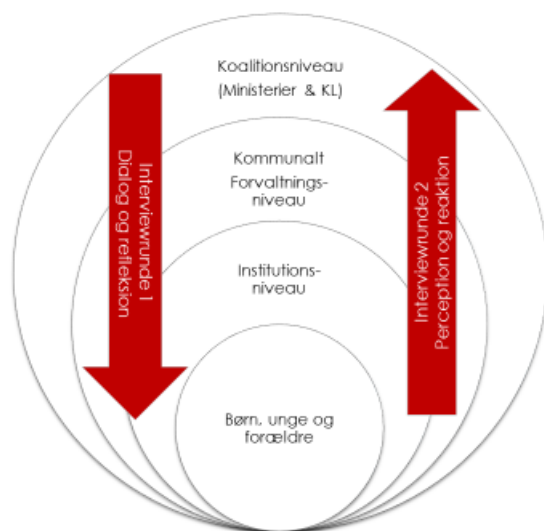 Koalitionsniveau
(Ministerier & KL)
Kommunalt
Forvaltnings-
niveau
Institutions-
niveau
Børn, unge og
forældre
Interviewrunde 1
Dialog og refleksion
Interviewrunde 2
Perception og reaktion